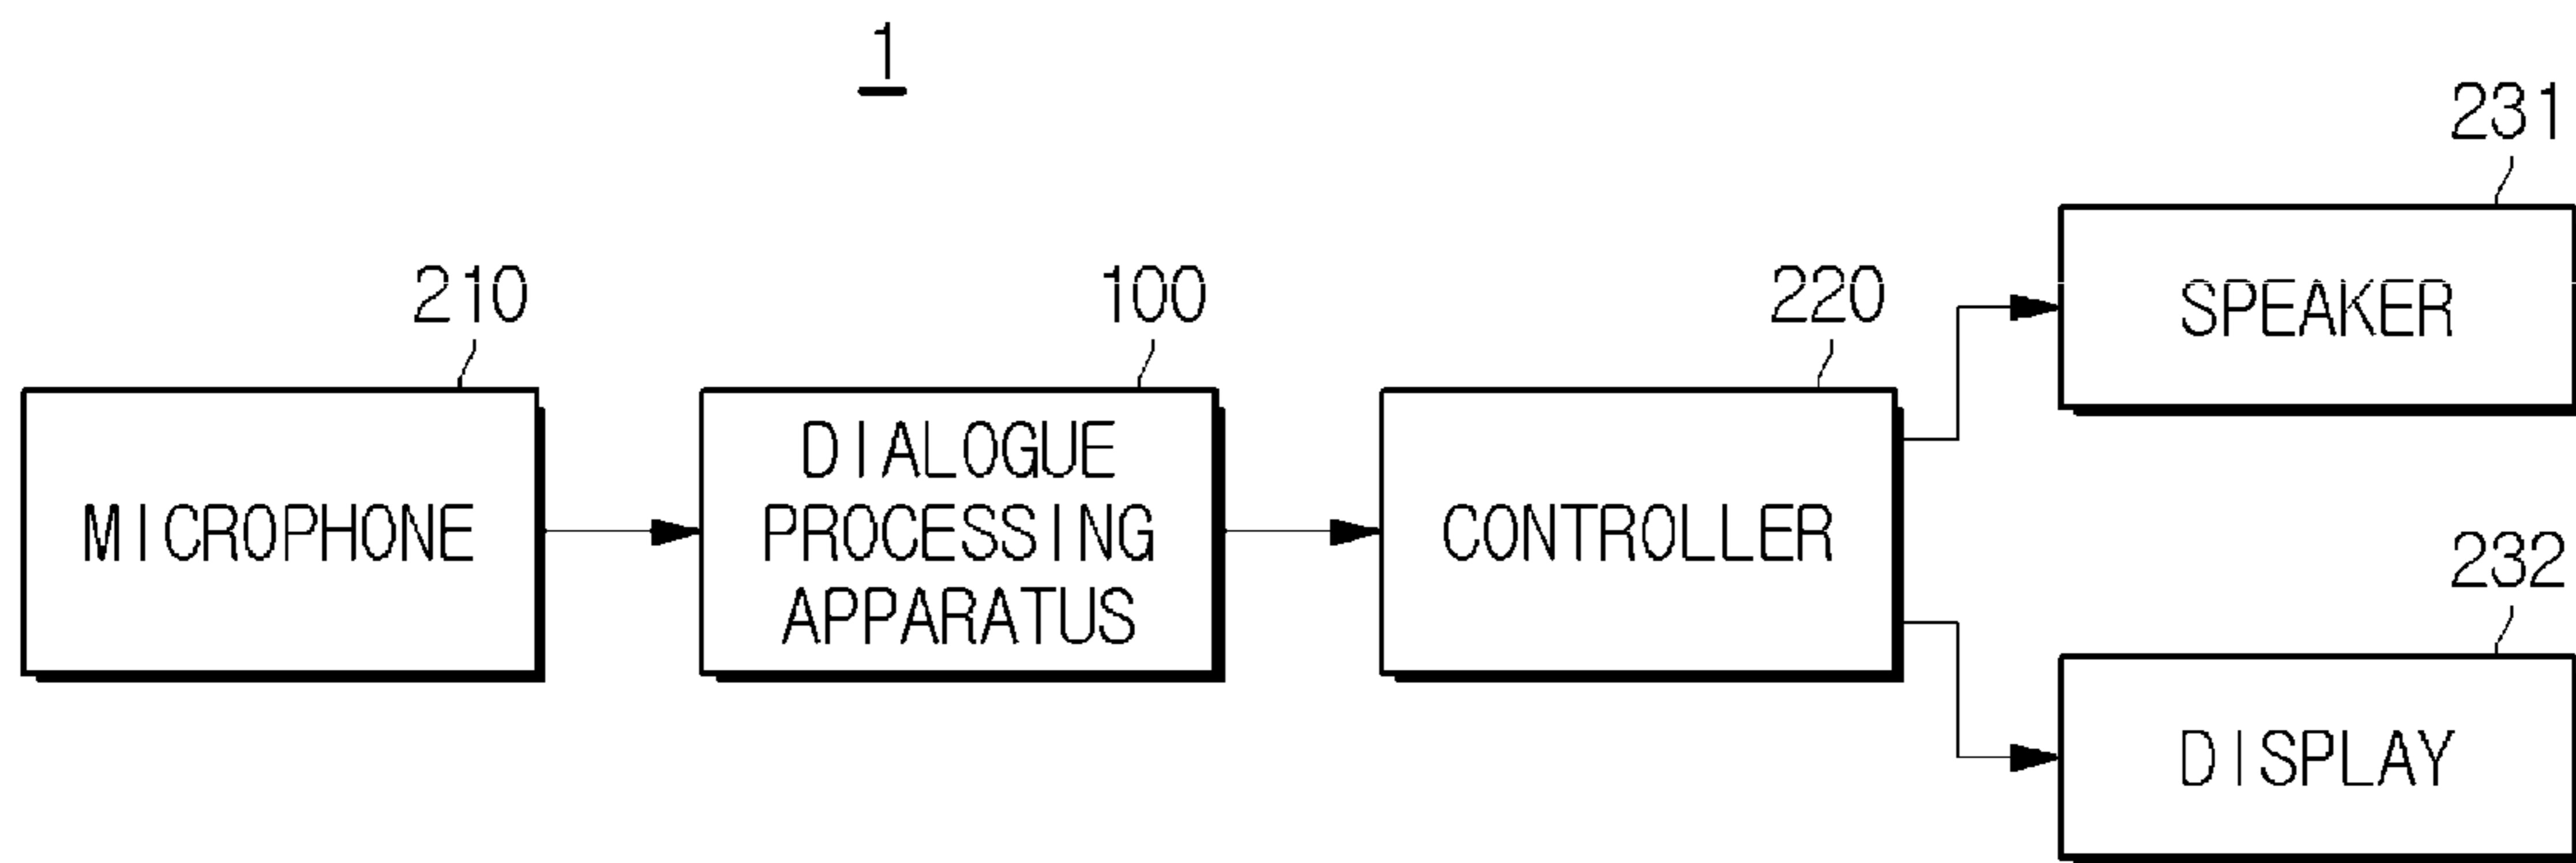 1
231
SPEAKER
210
100
220
MICROPHONE
DIALOGUE
PROCESSING
APPARATUS
CONTROLLER
232
DISPLAY